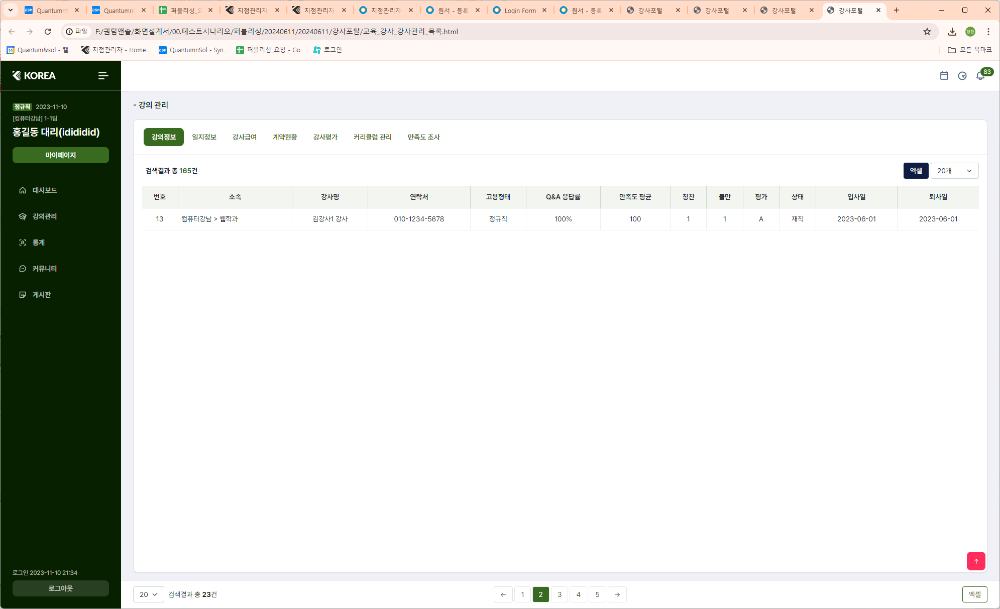 QuantumnS
QuantumnS
퍼블리싱_요
지점관리자
지점관리자
지점관리자
원서 - 등록
Login Form
원서 - 등록
강사포털
강사포털
강사포털
강사포털
파일 F:/퀀텀앤솔/화면설계서/00.테스트시나리오/퍼블리싱/20240611/20240611/강사포탈/교육_강사_강사관리_목록.html
정환
14 Quantum&sol - 캘...
지점관리자 - Home...
DSM QuantumnSol - Syn...
퍼블리싱_요청 - Go...
로그인
모든 북마크
KOREA
83
정규직 2023-11-10
[컴퓨터강남] 1-1팀
홍길동 대리(idididid)
마이페이지
대시보드
강의관리
통계
커뮤니티
게시판
로그인 2023-11-10 21:34
로그아웃
- 강의 관리
강의정보 일지정보 강사급여 계약현황 강사평가 커리큘럼 관리 만족도 조사
검색결과 총 165건
엑셀 20개
번호 소속 강사명 연락처 고용형태 Q&A 응답률 만족도 평균 칭찬 불만 평가 상태 입사일 퇴사일
13 컴퓨터강남 > 웹학과 김강사1 강사 010-1234-5678 정규직 100% 100 1 1 A 재직 2023-06-01 2023-06-01
20 검색결과 총 23건
← 1 2 3 4 5 →
엑셀